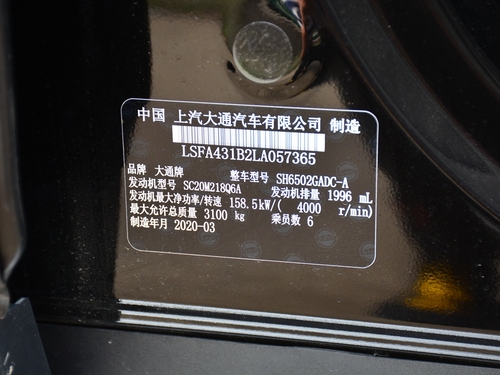 中国 上汽大通汽车有限公司 制造
LSFA431B2LA057365
品牌 大通牌 整车型号 SH6502GADC-A
发动机型号 SC20M218Q6A 发动机排量 1996 mL
发动机最大净功率/转速 158.5kW/( 4000 r/min)
最大允许总质量 3100 kg 乘员数 6
制造年月 2020-03